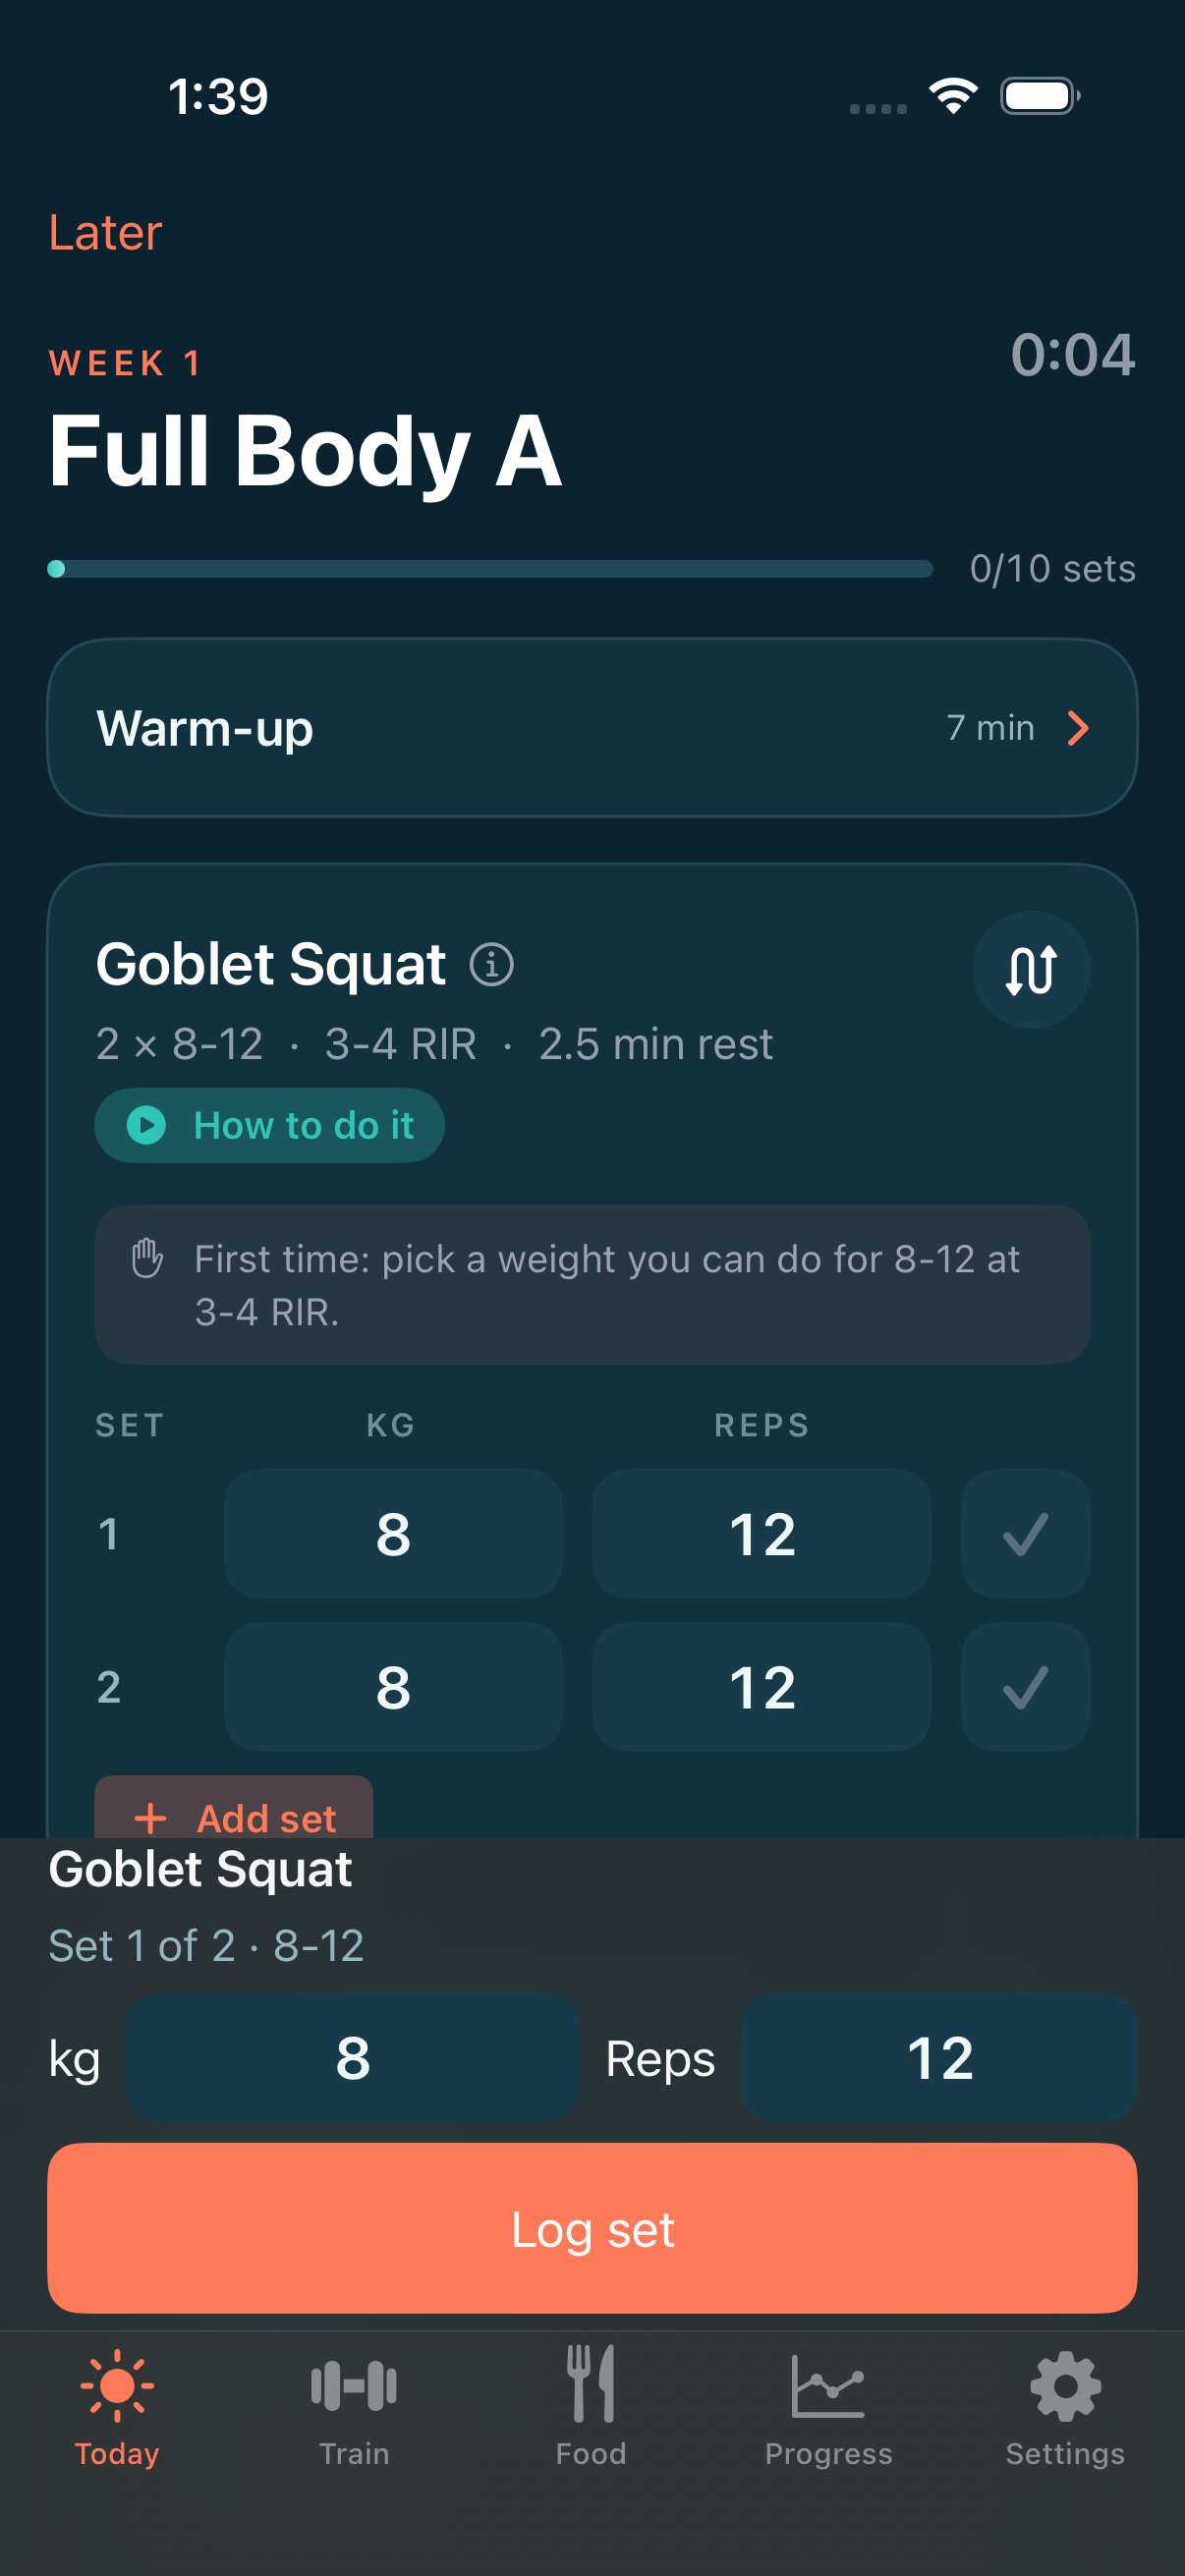 1:39
Later
WEEK 1
0:04
Full Body A
0/10 sets
Warm-up
7 min
Goblet Squat
2 × 8-12 · 3-4 RIR · 2.5 min rest
How to do it
First time: pick a weight you can do for 8-12 at
3-4 RIR.
SET KG REPS
1 8 12
2 8 12
+ Add set
Goblet Squat
Set 1 of 2 · 8-12
kg 8 Reps 12
Log set
Today Train Food Progress Settings